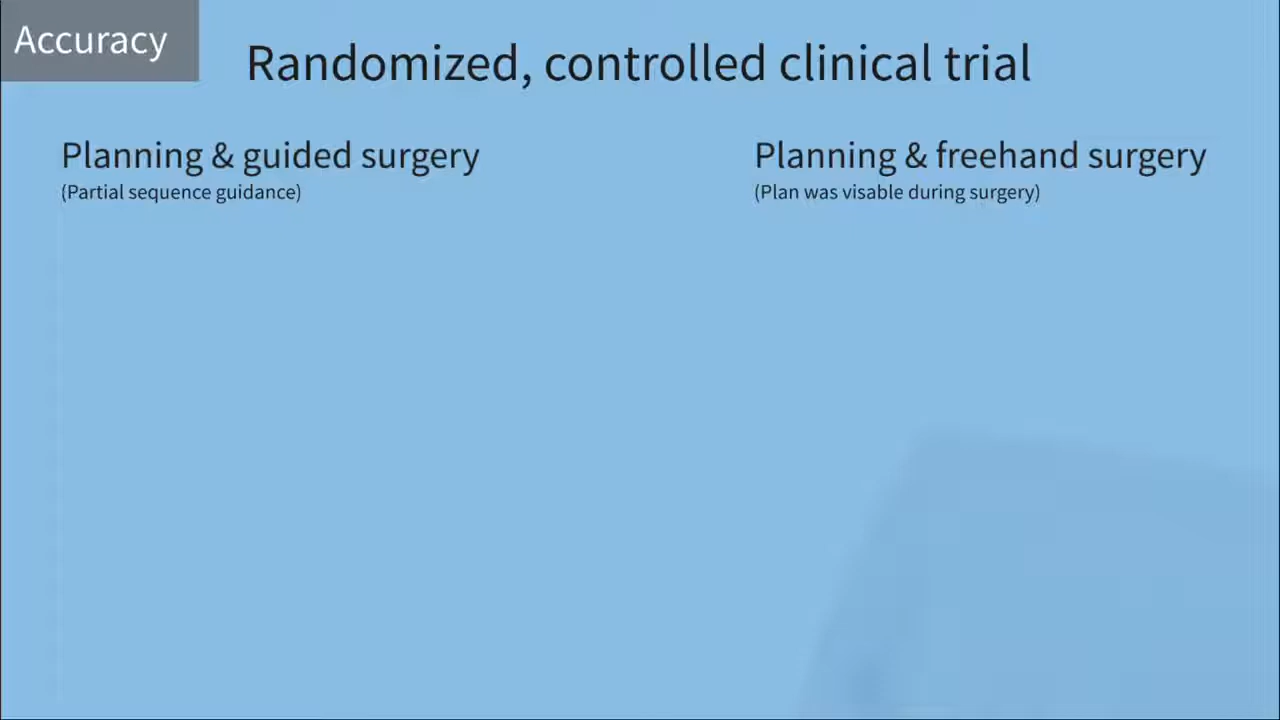 Accuracy
Randomized, controlled clinical trial
Planning & guided surgery
(Partial sequence guidance)
Planning & freehand surgery
(Plan was visable during surgery)